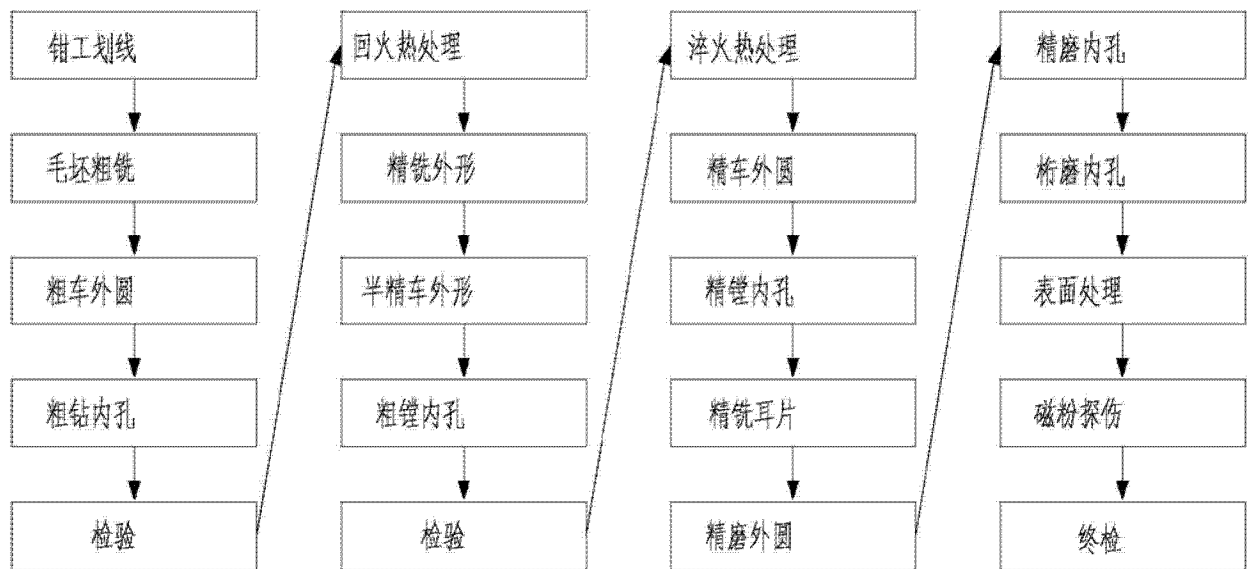 钳工划线
毛坯粗铣
粗车外圆
粗钻内孔
检验
回火热处理
精铣外形
半精车外形
粗镗内孔
检验
淬火热处理
精车外圆
精镗内孔
精铣耳片
精磨外圆
精磨内孔
桁磨内孔
表面处理
磁粉探伤
终检